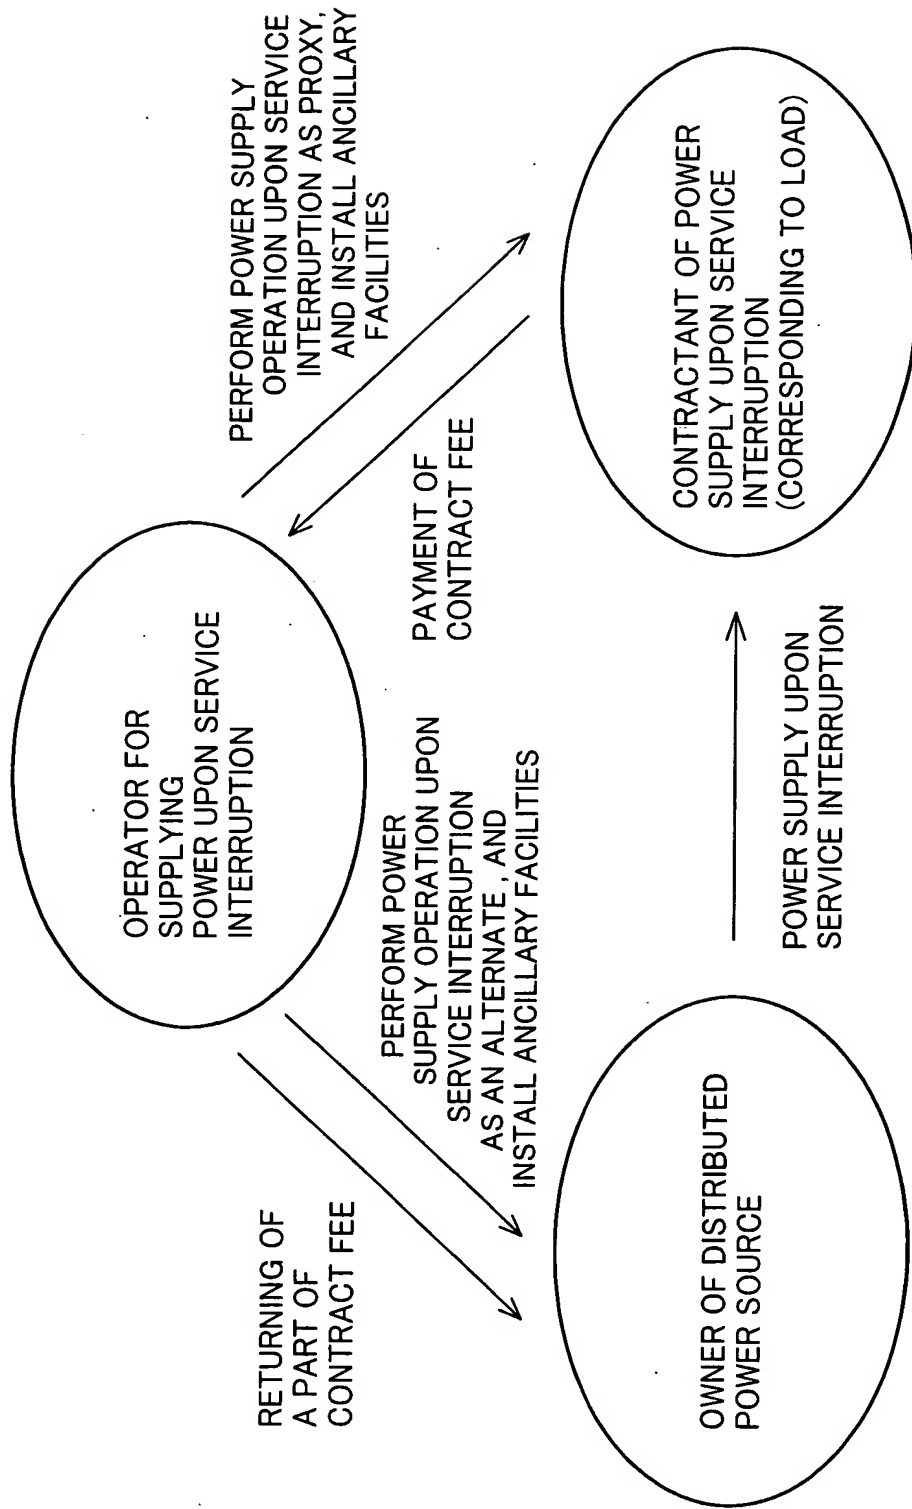 OPERATOR FOR
SUPPLYING
POWER UPON SERVICE
INTERRUPTION
RETURNING OF
A PART OF
CONTRACT FEE
PERFORM POWER
SUPPLY OPERATION UPON
SERVICE INTERRUPTION
AS AN ALTERNATE, AND
INSTALL ANCILLARY FACILITIES
PAYMENT OF
CONTRACT FEE
PERFORM POWER SUPPLY
OPERATION UPON SERVICE
INTERRUPTION AS PROXY,
AND INSTALL ANCILLARY
FACILITIES
OWNER OF DISTRIBUTED
POWER SOURCE
POWER SUPPLY UPON
SERVICE INTERRUPTION
CONTRACTANT OF POWER
SUPPLY UPON SERVICE
INTERRUPTION
(CORRESPONDING TO LOAD)